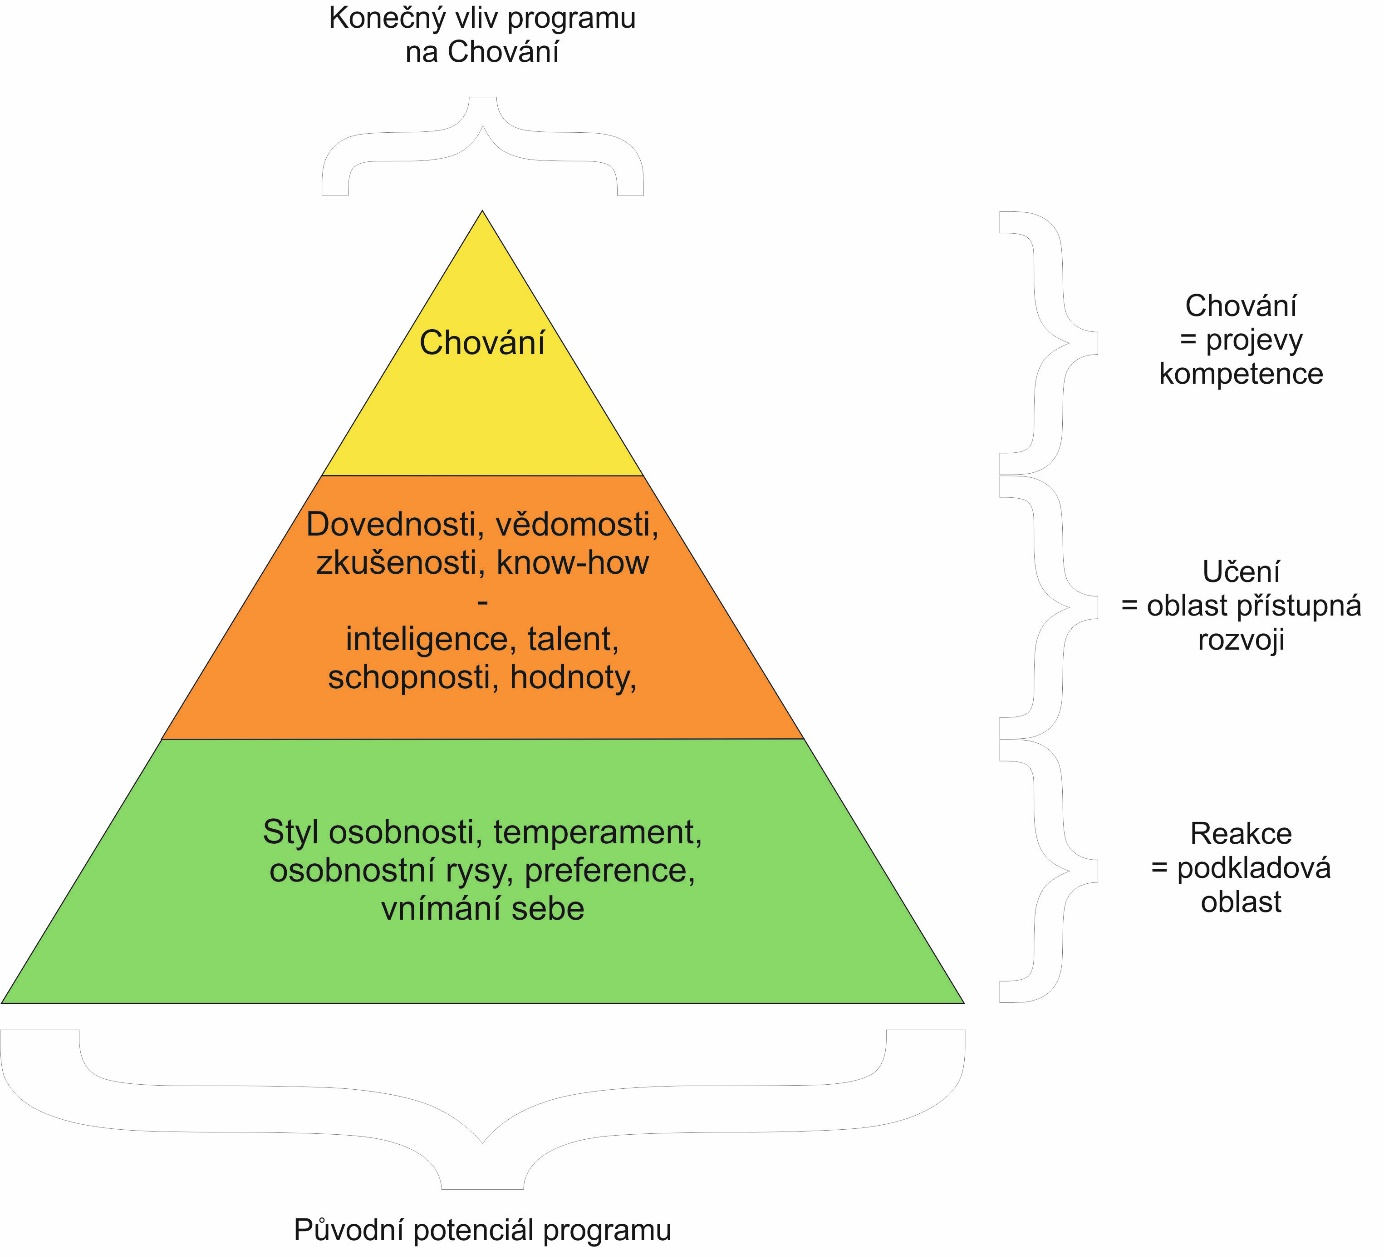 Konečný vliv programu
na Chování
Chování
Chování
= projevy
kompetence
Dovednosti, vědomosti,
zkušenosti, know-how
-
inteligence, talent,
schopnosti, hodnoty,
Učení
= oblast přístupná
rozvoji
Styl osobnosti, temperament,
osobnostní rysy, preference,
vnímání sebe
Reakce
= podkladová
oblast
Původní potenciál programu